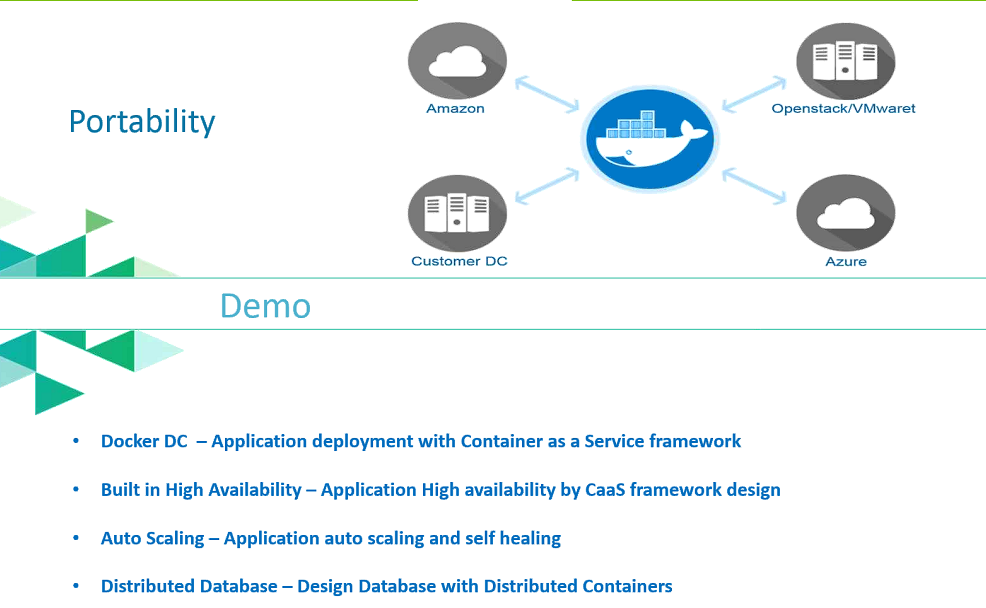 Portability
Amazon
Openstack/VMwaret
Customer DC
Azure
Demo
• Docker DC – Application deployment with Container as a Service framework
• Built in High Availability – Application High availability by CaaS framework design
• Auto Scaling – Application auto scaling and self healing
• Distributed Database – Design Database with Distributed Containers